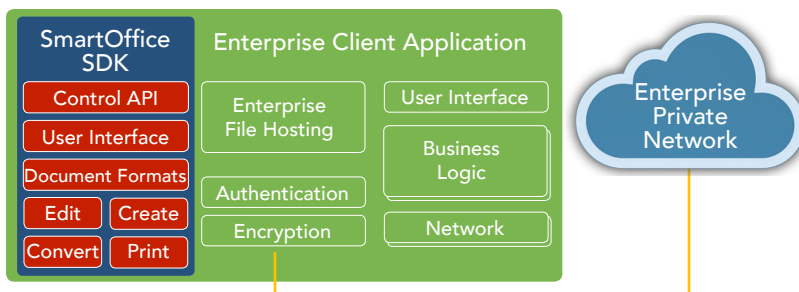 SmartOffice
SDK
Control API
User Interface
Document Formats
Edit
Create
Convert
Print
Enterprise Client Application
Enterprise
File Hosting
Authentication
Encryption
User Interface
Business
Logic
Network
Enterprise
Private
Network